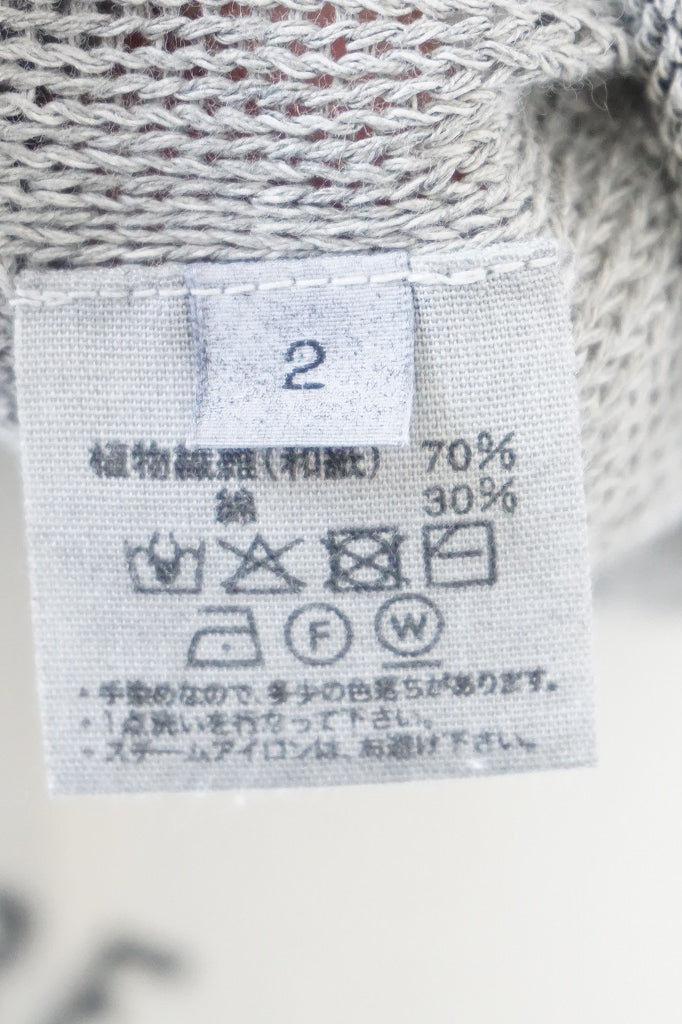 2
植物繊維(和紙) 70%
綿 30%
F W
・手染めなので、多少の色落ちがあります。
・1点洗いを行なって下さい。
・スチームアイロンは、お避け下さい。